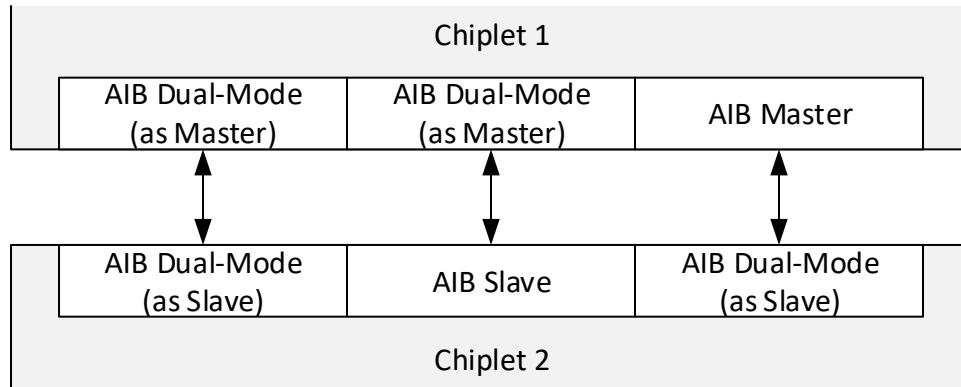 Chiplet 1
AIB Dual-Mode
(as Master)
AIB Dual-Mode
(as Master)
AIB Master
AIB Dual-Mode
(as Slave)
AIB Slave
AIB Dual-Mode
(as Slave)
Chiplet 2